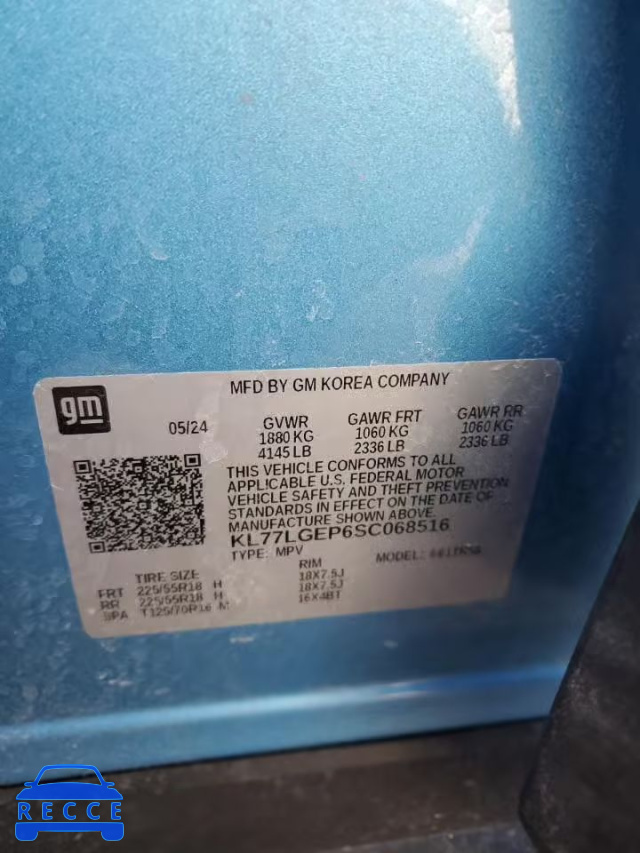 gm
MFD BY GM KOREA COMPANY
05/24 GVWR GAWR FRT GAWR RR
1880 KG 1060 KG 1060 KG
4145 LB 2336 LB 2336 LB
THIS VEHICLE CONFORMS TO ALL
APPLICABLE U.S. FEDERAL MOTOR
VEHICLE SAFETY AND THEFT PREVENTION
STANDARDS IN EFFECT ON THE DATE OF
MANUFACTURE SHOWN ABOVE.
KL77LGEP6SC068516
TYPE: MPV MODEL:
TIRE SIZE RIM
FRT 225/55R18 H 18X7.5J
RR 225/55R18 H 18X7.5J
SPA T125/70R16 M 16X4BT
RECCE